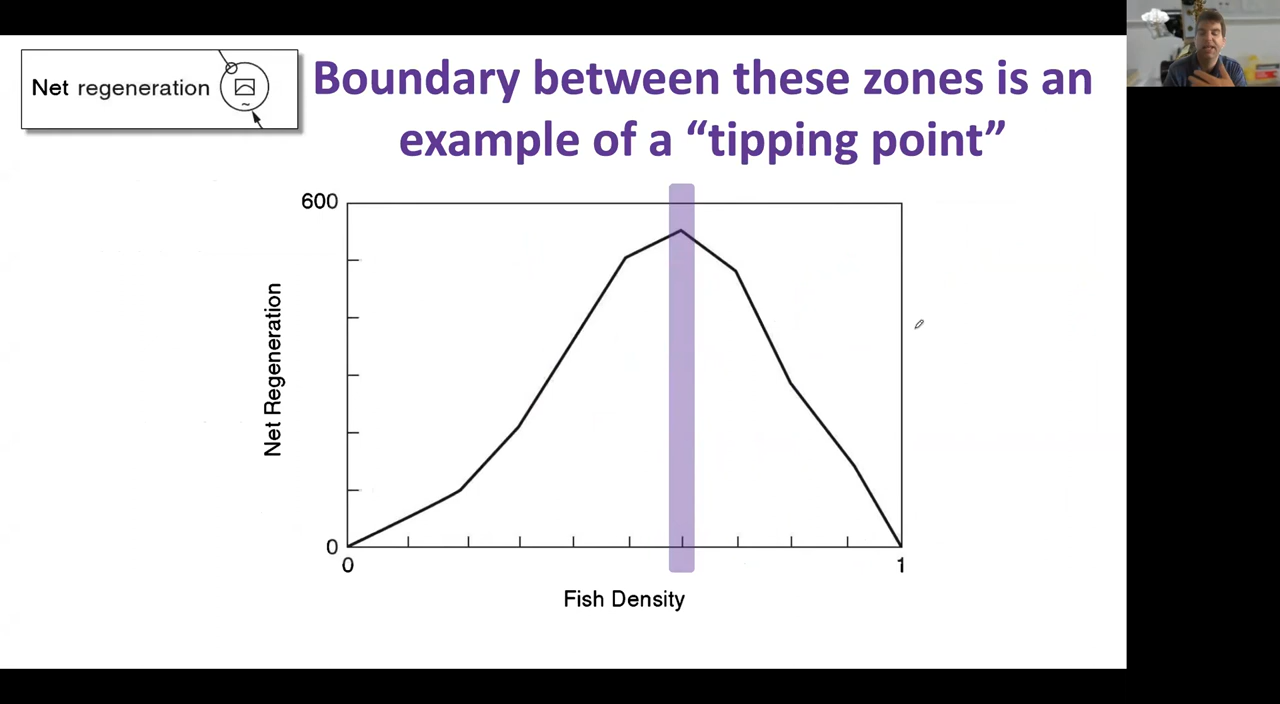 Net regeneration
Boundary between these zones is an
example of a “tipping point”
600
Net Regeneration
0
0
1
Fish Density